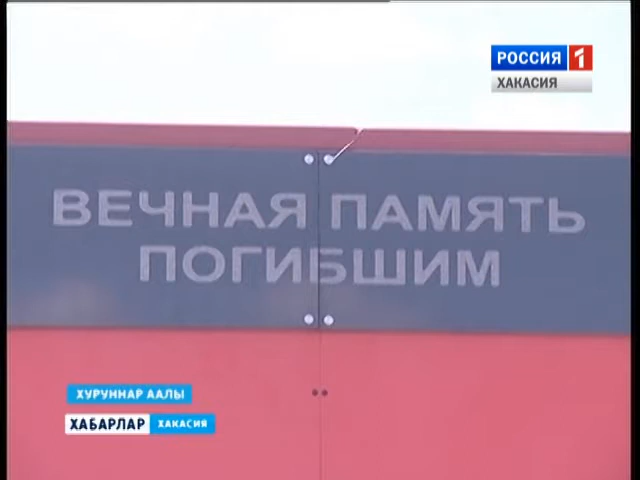 РОССИЯ 1
ХАКАСИЯ
ВЕЧНАЯ ПАМЯТЬ
ПОГИБШИМ
ХУРУННАР ААЛЫ
ХАБАРЛАР ХАКАСИЯ